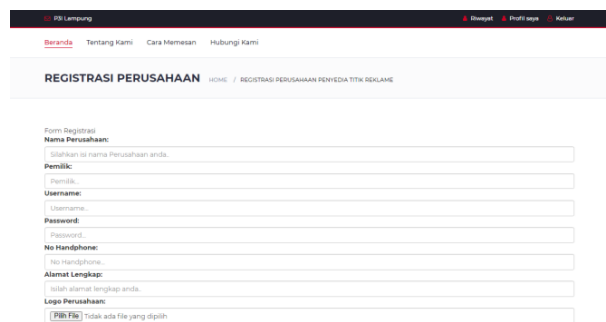 P3I Lampung
Riwayat Profil saya Keluar
Beranda Tentang Kami Cara Memesan Hubungi Kami
REGISTRASI PERUSAHAAN HOME / REGISTRASI PERUSAHAAN PENYEDIA TITIK REKLAME
Form Registrasi
Nama Perusahaan:
Silahkan isi nama Perusahaan anda..
Pemilik:
Pemilik...
Username:
Username...
Password:
Password...
No Handphone:
No Handphone...
Alamat Lengkap:
Isilah alamat lengkap anda..
Logo Perusahaan:
Pilih File Tidak ada file yang dipilih